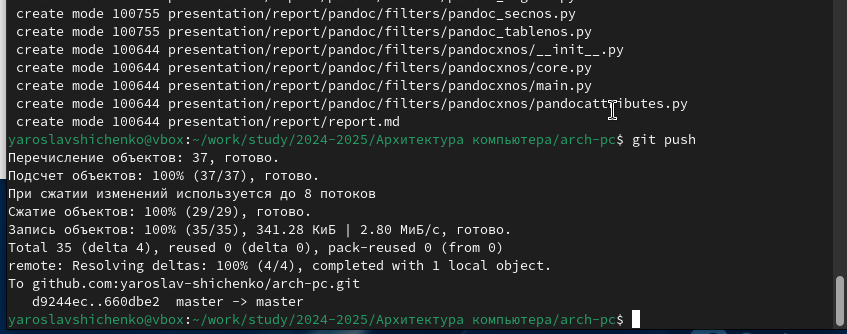 create mode 100755 presentation/report/pandoc/filters/pandoc_secnos.py
create mode 100755 presentation/report/pandoc/filters/pandoc_tablenos.py
create mode 100644 presentation/report/pandoc/filters/pandocxnos/__init__.py
create mode 100644 presentation/report/pandoc/filters/pandocxnos/core.py
create mode 100644 presentation/report/pandoc/filters/pandocxnos/main.py
create mode 100644 presentation/report/pandoc/filters/pandocxnos/pandocattributes.py
create mode 100644 presentation/report/report.md
yaroslavshichenko@vbox:~/work/study/2024-2025/Архитектура компьютера/arch-pc$ git push
Перечисление объектов: 37, готово.
Подсчет объектов: 100% (37/37), готово.
При сжатии изменений используется до 8 потоков
Сжатие объектов: 100% (29/29), готово.
Запись объектов: 100% (35/35), 341.28 КиБ | 2.80 МиБ/с, готово.
Total 35 (delta 4), reused 0 (delta 0), pack-reused 0 (from 0)
remote: Resolving deltas: 100% (4/4), completed with 1 local object.
To github.com:yaroslav-shichenko/arch-pc.git
d9244ec..660dbe2  master -> master
yaroslavshichenko@vbox:~/work/study/2024-2025/Архитектура компьютера/arch-pc$